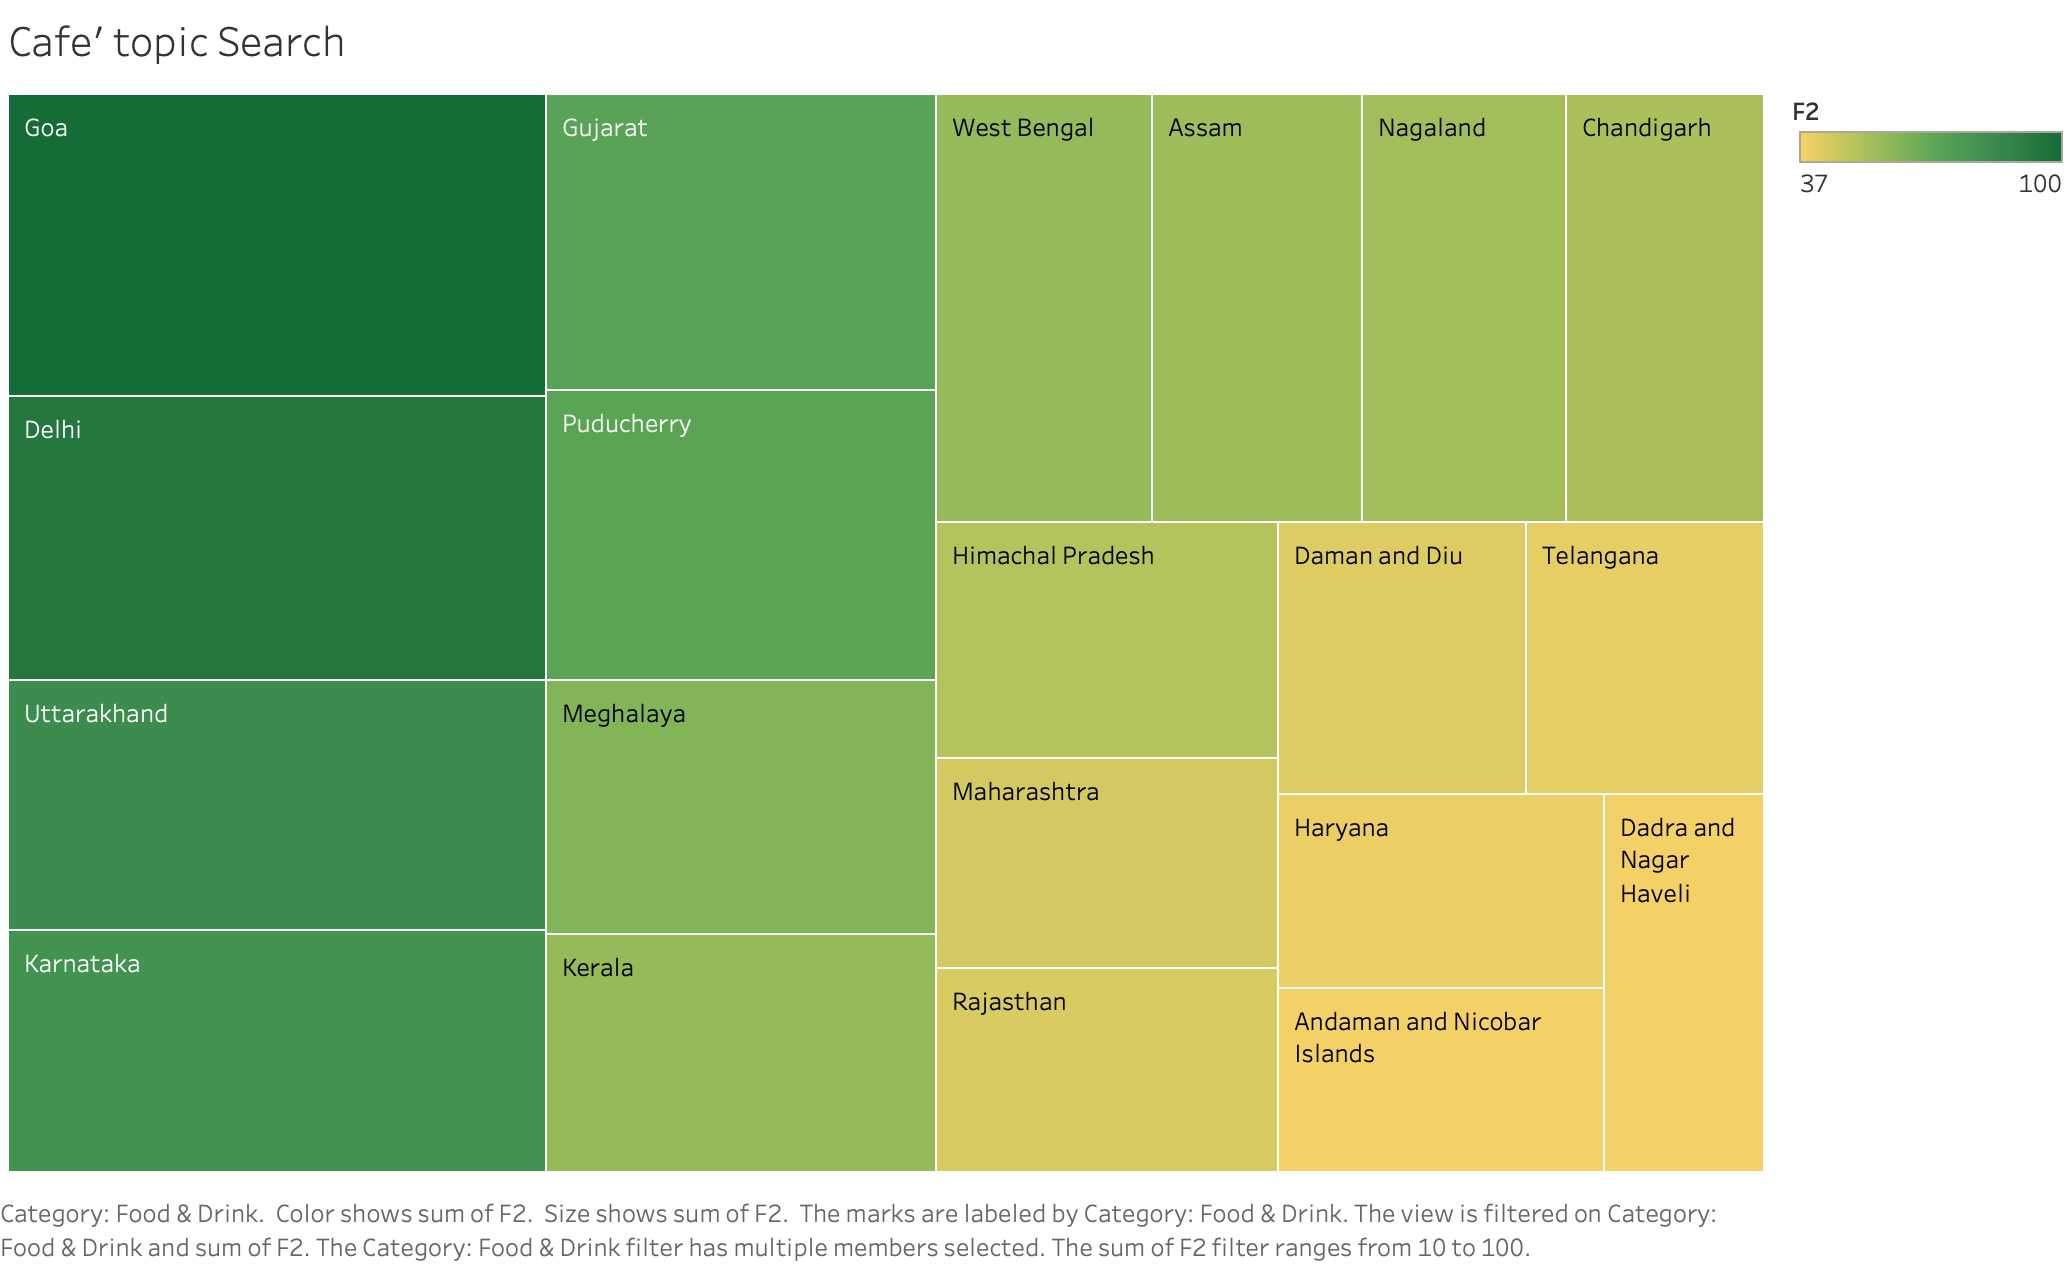 Cafe’ topic Search
Goa
Gujarat
West Bengal
Assam
Nagaland
Chandigarh
F2
37
100
Delhi
Puducherry
Himachal Pradesh
Daman and Diu
Telangana
Uttarakhand
Meghalaya
Maharashtra
Haryana
Dadra and
Nagar
Haveli
Karnataka
Kerala
Rajasthan
Andaman and Nicobar
Islands
Category: Food & Drink.  Color shows sum of F2.  Size shows sum of F2.  The marks are labeled by Category: Food & Drink. The view is filtered on Category:
Food & Drink and sum of F2. The Category: Food & Drink filter has multiple members selected. The sum of F2 filter ranges from 10 to 100.